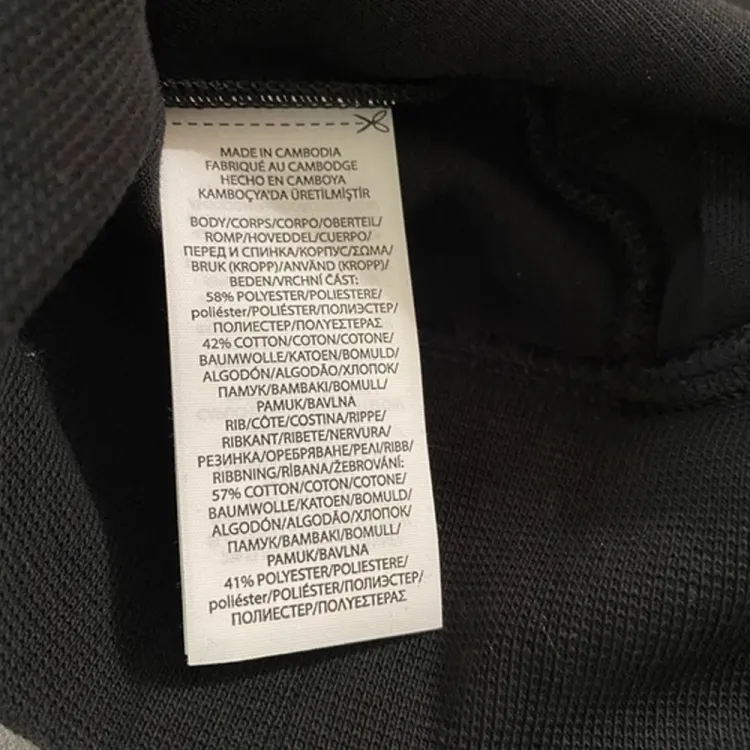 MADE IN CAMBODIA
FABRIQUÉ AU CAMBODGE
HECHO EN CAMBOYA
KAMBOÇYA'DA ÜRETİLMİŞTİR
BODY/CORPS/CORPO/OBERTEIL/
ROMP/HOVEDDEL/CUERPO/
ПЕРЕД И СПИНКА/КОРПУС/ΣΩΜΑ/
BRUK (KROPP)/ANVÄND (KROPP)/
BEDEN/VRCHNÍ ČÁST:
58% POLYESTER/POLIESTERE/
poliéster/POLIÉSTER/ПОЛИЭСТЕР/
ПОЛИЕСТЕР/ΠΟΛΥΕΣΤΕΡΑΣ
42% COTTON/COTON/COTONE/
BAUMWOLLE/KATOEN/BOMULD/
ALGODÓN/ALGODÃO/ХЛОПОК/
ПАМУК/BAMBAKI/BOMULL/
PAMUK/BAVLNA
RIB/CÔTE/COSTINA/RIPPE/
RIBKANT/RIBETE/NERVURA/
РЕЗИНКА/ОРЕБРЯВАНЕ/РЕΛΙ/RIBB/
RIBBNING/RİBANA/ŽEBROVÁNÍ:
57% COTTON/COTON/COTONE/
BAUMWOLLE/KATOEN/BOMULD/
ALGODÓN/ALGODÃO/ХЛОПОК/
ПАМУК/BAMBAKI/BOMULL/
PAMUK/BAVLNA
41% POLYESTER/POLIESTERE/
poliéster/POLIÉSTER/ПОЛИЭСТЕР/
ПОЛИЕСТЕР/ΠΟΛΥΕΣΤΕΡΑΣ